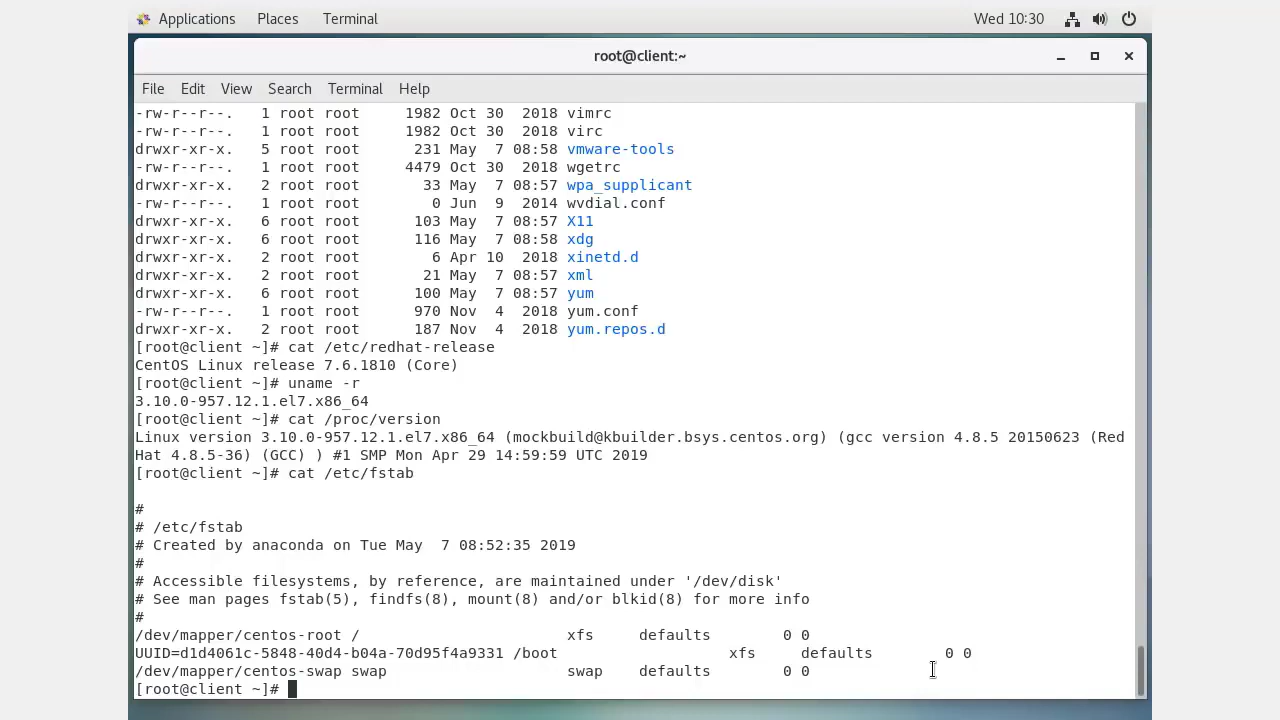 Applications Places Terminal Wed 10:30
root@client:~
File Edit View Search Terminal Help
-rw-r--r--. 1 root root 1982 Oct 30 2018 vimrc
-rw-r--r--. 1 root root 1982 Oct 30 2018 virc
drwxr-xr-x. 5 root root 231 May 7 08:58 vmware-tools
-rw-r--r--. 1 root root 4479 Oct 30 2018 wgetrc
drwxr-xr-x. 2 root root 33 May 7 08:57 wpa_supplicant
-rw-r--r--. 1 root root 0 Jun 9 2014 wvdial.conf
drwxr-xr-x. 6 root root 103 May 7 08:57 X11
drwxr-xr-x. 6 root root 116 May 7 08:58 xdg
drwxr-xr-x. 2 root root 6 Apr 10 2018 xinetd.d
drwxr-xr-x. 2 root root 21 May 7 08:57 xml
drwxr-xr-x. 6 root root 100 May 7 08:57 yum
-rw-r--r--. 1 root root 970 Nov 4 2018 yum.conf
drwxr-xr-x. 2 root root 187 Nov 4 2018 yum.repos.d
[root@client ~]# cat /etc/redhat-release
CentOS Linux release 7.6.1810 (Core)
[root@client ~]# uname -r
3.10.0-957.12.1.el7.x86_64
[root@client ~]# cat /proc/version
Linux version 3.10.0-957.12.1.el7.x86_64 (mockbuild@kbuilder.bsys.centos.org) (gcc version 4.8.5 20150623 (Red
Hat 4.8.5-36) (GCC) ) #1 SMP Mon Apr 29 14:59:59 UTC 2019
[root@client ~]# cat /etc/fstab
#
# /etc/fstab
# Created by anaconda on Tue May 7 08:52:35 2019
#
# Accessible filesystems, by reference, are maintained under '/dev/disk'
# See man pages fstab(5), findfs(8), mount(8) and/or blkid(8) for more info
#
/dev/mapper/centos-root / xfs defaults 0 0
UUID=d1d4061c-5848-40d4-b04a-70d95f4a9331 /boot xfs defaults 0 0
/dev/mapper/centos-swap swap swap defaults 0 0
[root@client ~]#